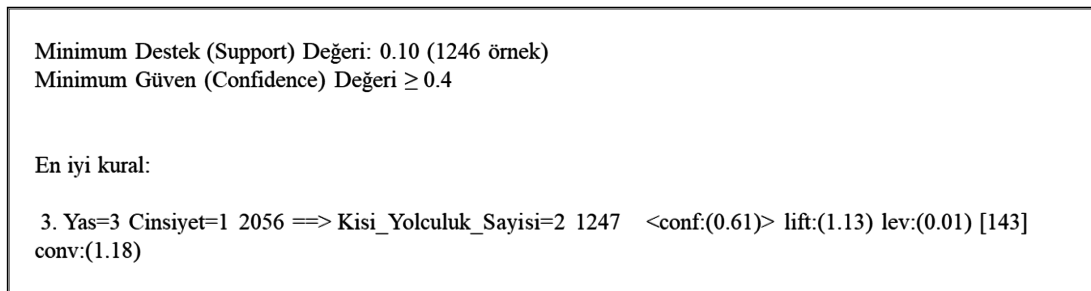 Minimum Destek (Support) Değeri: 0.10 (1246 örnek)
Minimum Güven (Confidence) Değeri ≥ 0.4
En iyi kural:
3. Yas=3 Cinsiyet=1 2056 ==> Kisi_Yolculuk_Sayisi=2 1247 <conf:(0.61)> lift:(1.13) lev:(0.01) [143]
conv:(1.18)